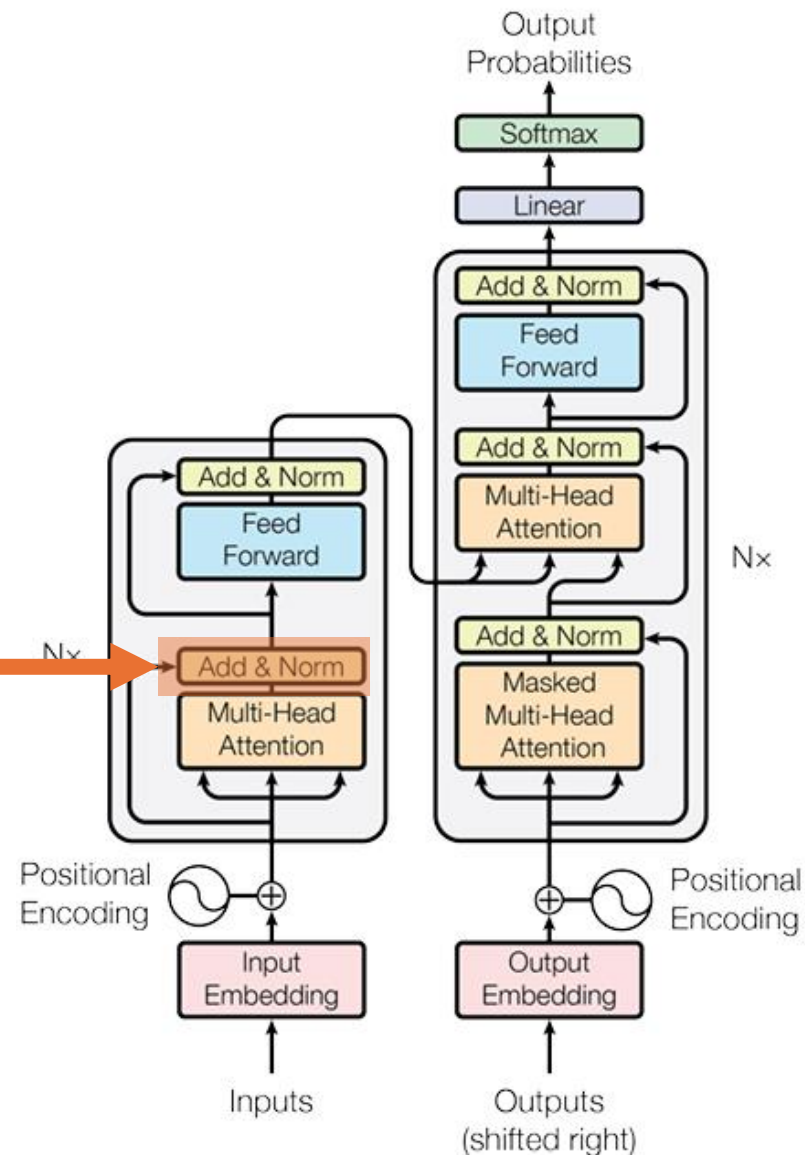 Output
Probabilities
Softmax
Linear
Add & Norm
Feed
Forward
Add & Norm
Multi-Head
Attention
Add & Norm
Masked
Multi-Head
Attention
N×
Add & Norm
Feed
Forward
N×
Add & Norm
Multi-Head
Attention
Positional
Encoding
Positional
Encoding
Input
Embedding
Output
Embedding
Inputs
Outputs
(shifted right)